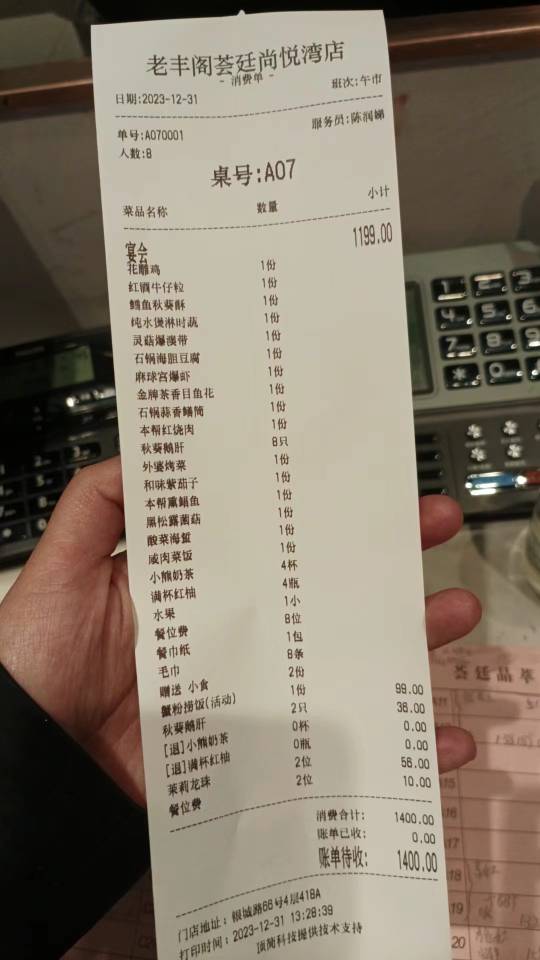 老丰阁荟廷尚悦湾店
- 消费单 -
日期:2023-12-31 班次:午市
单号:A070001 服务员:陈润娣
人数:8
桌号:A07
菜品名称 数量 小计
宴会 1199.00
花雕鸡 1份
红酒牛仔粒 1份
鳕鱼秋葵酥 1份
纯水煲淋时蔬 1份
灵菇爆澳带 1份
石锅海胆豆腐 1份
麻球宫爆虾 1份
金牌茶香目鱼花 1份
石锅蒜香鳝筒 1份
本帮红烧肉 1份
秋葵鹅肝 8只
外婆烤菜 1份
和味紫茄子 1份
本帮熏鲳鱼 1份
黑松露菌菇 1份
酸菜海蜇 1份
咸肉菜饭 1份
小熊奶茶 4杯
满杯红柚 4瓶
水果 1小
餐位费 8位
餐巾纸 1包
毛巾 8条
赠送 小食 2份
蟹粉捞饭(活动) 1份 99.00
秋葵鹅肝 2只 36.00
[退]小熊奶茶 0杯 0.00
[退]满杯红柚 0瓶 0.00
茉莉龙珠 2位 56.00
餐位费 2位 10.00
消费合计: 1400.00
账单已收: 0.00
账单待收: 1400.00
门店地址: 银城路66号4层418A
打印时间: 2023-12-31 13:28:39
顶简科技提供技术支持
荟廷品萃